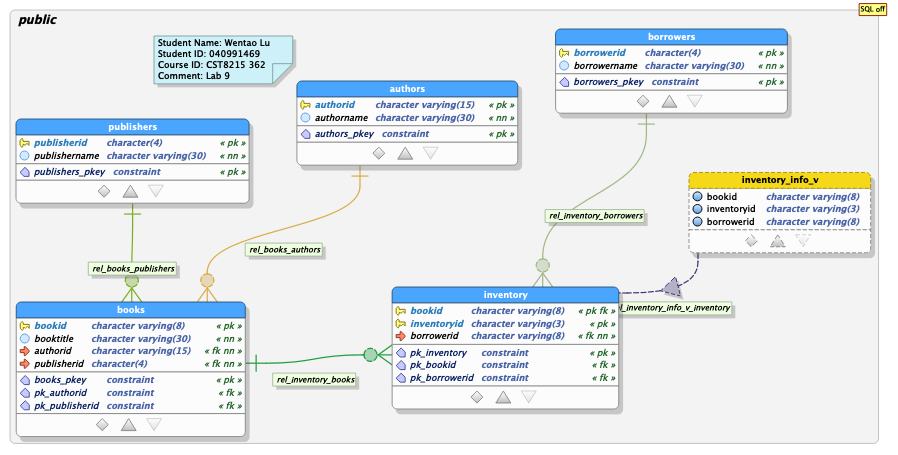 SQL off
public
Student Name: Wentao Lu
Student ID: 040991469
Course ID: CST8215 362
Comment: Lab 9
borrowers
borrowerid character(4) « pk »
borrowername character varying(30) « nn »
borrowers_pkey constraint « pk »
authors
authorid character varying(15) « pk »
authorname character varying(30) « nn »
authors_pkey constraint « pk »
publishers
publisherid character(4) « pk »
publishername character varying(30) « nn »
publishers_pkey constraint « pk »
inventory_info_v
bookid character varying(8)
inventoryid character varying(3)
borrowerid character varying(8)
rel_inventory_borrowers
rel_books_authors
rel_books_publishers
l_inventory_info_v_inventory
inventory
bookid character varying(8) « pk fk »
inventoryid character varying(3) « pk »
borrowerid character varying(8) « fk nn »
pk_inventory constraint « pk »
pk_bookid constraint « fk »
pk_borrowerid constraint « fk »
books
bookid character varying(8) « pk »
booktitle character varying(30) « nn »
authorid character varying(15) « fk nn »
publisherid character(4) « fk nn »
books_pkey constraint « pk »
pk_authorid constraint « fk »
pk_publisherid constraint « fk »
rel_inventory_books